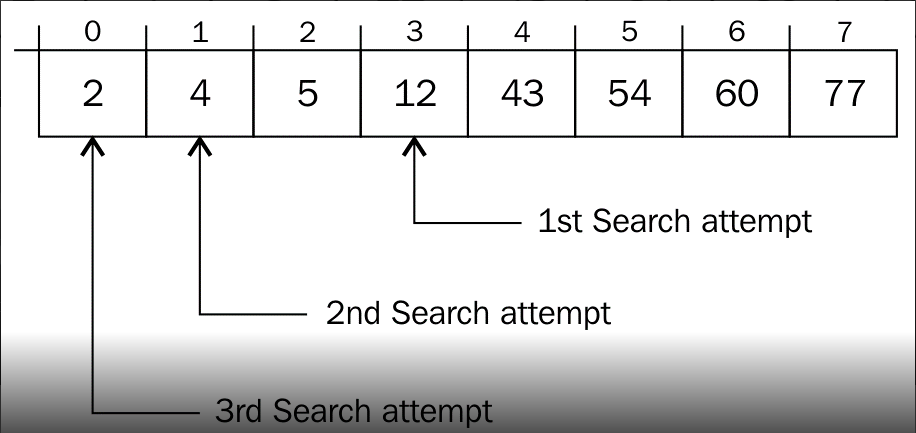 0 1 2 3 4 5 6 7
2 4 5 12 43 54 60 77
1st Search attempt
2nd Search attempt
3rd Search attempt